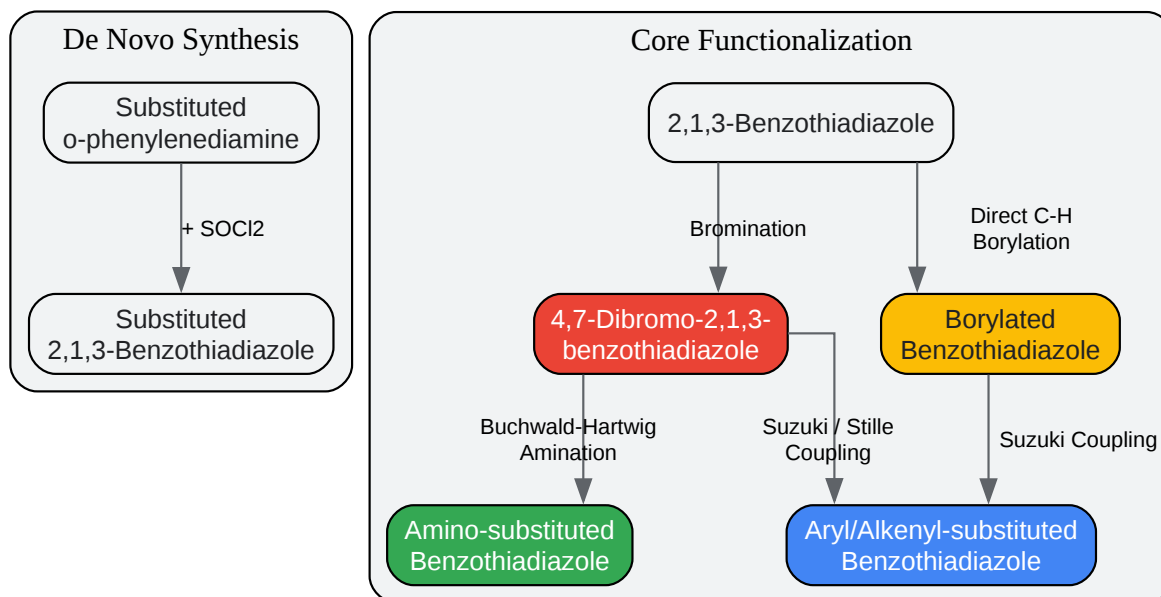 De Novo Synthesis
Substituted
o-phenylenediamine
+ SOCl2
Substituted
2,1,3-Benzothiadiazole
Core Functionalization
2,1,3-Benzothiadiazole
Bromination
Direct C-H
Borylation
4,7-Dibromo-2,1,3-
benzothiadiazole
Borylated
Benzothiadiazole
Buchwald-Hartwig
Amination
Suzuki / Stille
Coupling
Suzuki Coupling
Amino-substituted
Benzothiadiazole
Aryl/Alkenyl-substituted
Benzothiadiazole